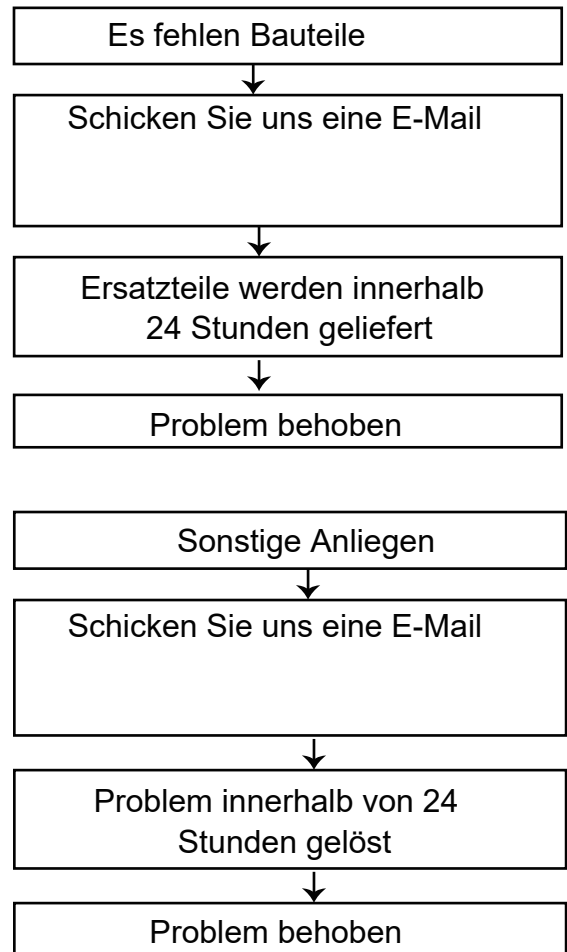 Es fehlen Bauteile
Schicken Sie uns eine E-Mail
Ersatzteile werden innerhalb
24 Stunden geliefert
Problem behoben
Sonstige Anliegen
Schicken Sie uns eine E-Mail
Problem innerhalb von 24
Stunden gelöst
Problem behoben